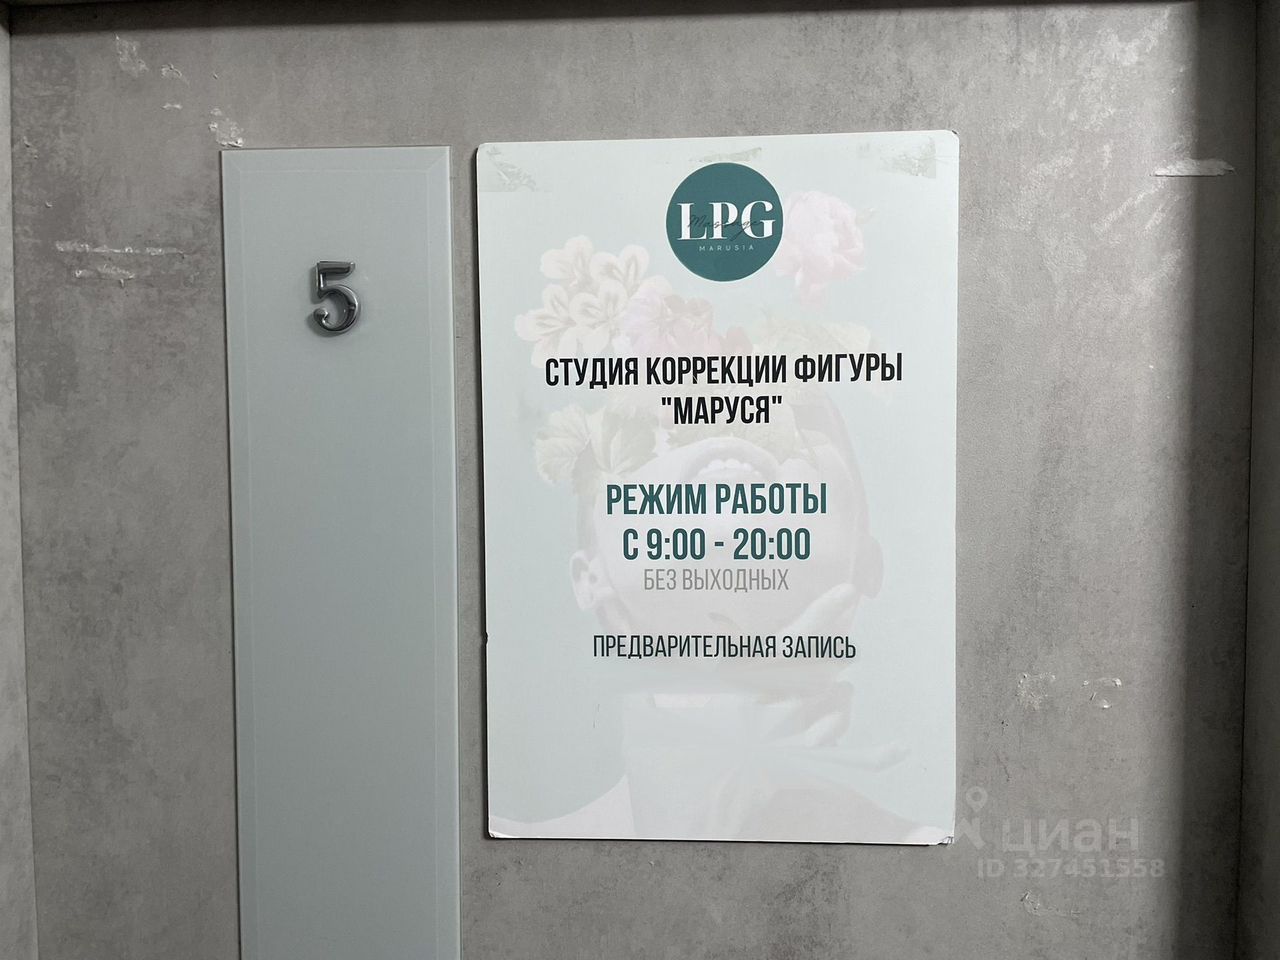 5
LPG
Massage
MARUSIA
СТУДИЯ КОРРЕКЦИИ ФИГУРЫ
"МАРУСЯ"
РЕЖИМ РАБОТЫ
С 9:00 - 20:00
БЕЗ ВЫХОДНЫХ
ПРЕДВАРИТЕЛЬНАЯ ЗАПИСЬ
циан
ID 327451558